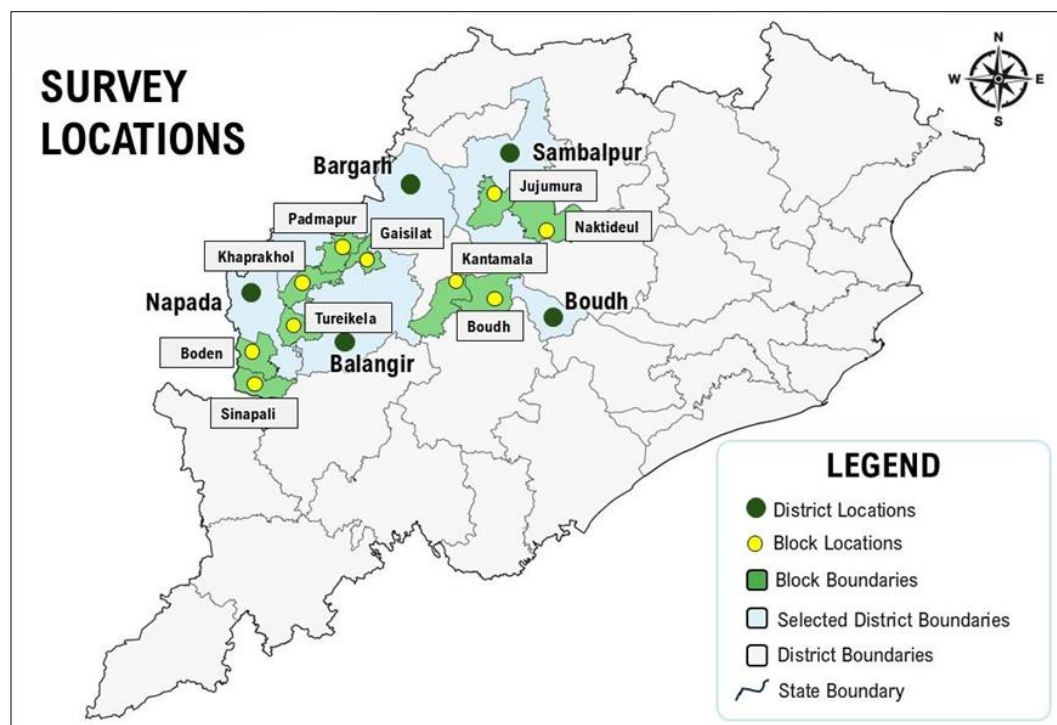 SURVEY
LOCATIONS
N
W
E
S
Bargarh
Sambalpur
Jujumura
Padmapur
Gaisilat
Naktideul
Khaprakhol
Kantamala
Napada
Tureikela
Boudh
Boudh
Boden
Balangir
Sinapali
LEGEND
District Locations
Block Locations
Block Boundaries
Selected District Boundaries
District Boundaries
State Boundary